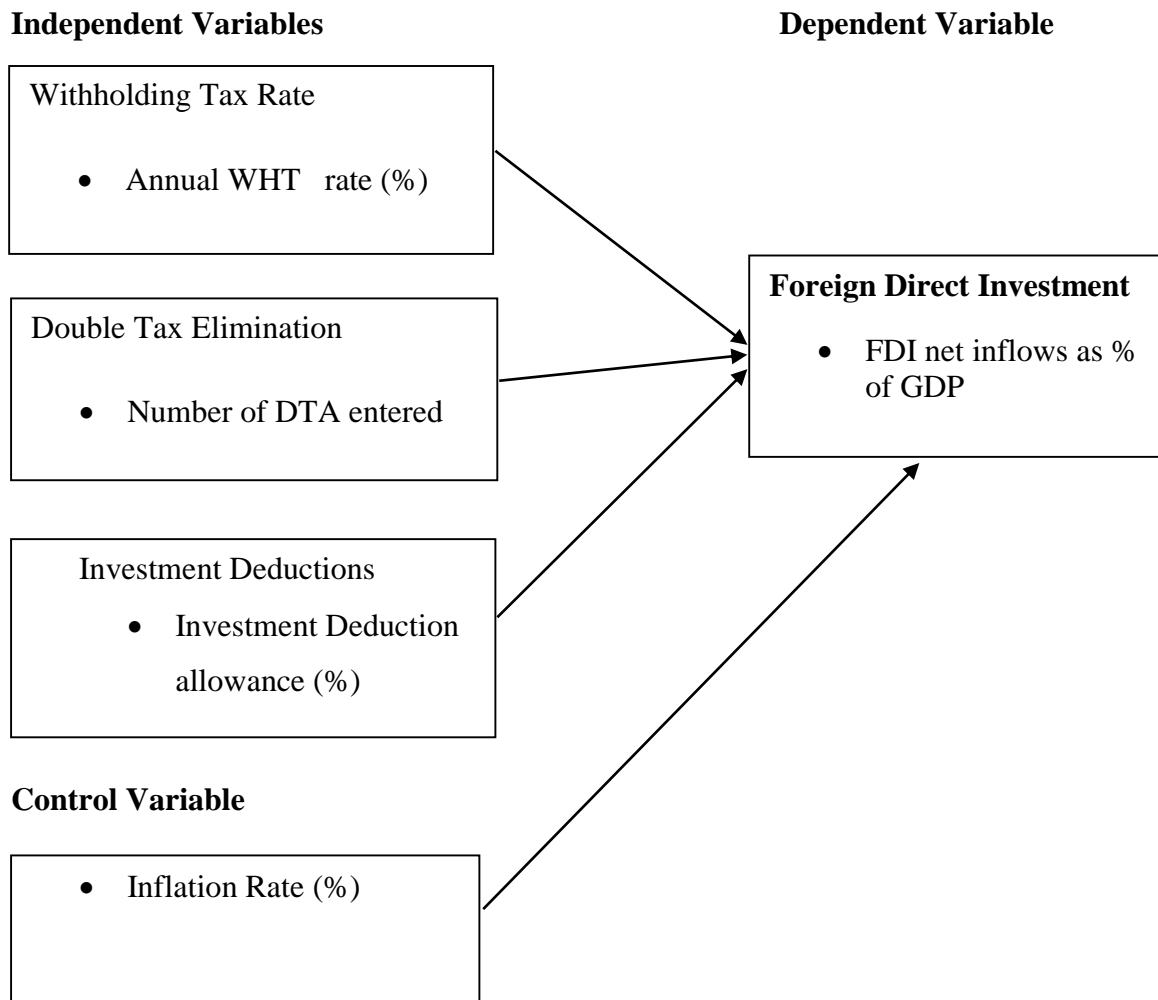 Independent Variables
Dependent Variable
Withholding Tax Rate
• Annual WHT rate (%)
Double Tax Elimination
• Number of DTA entered
Investment Deductions
• Investment Deduction
allowance (%)
Foreign Direct Investment
• FDI net inflows as %
of GDP
Control Variable
• Inflation Rate (%)